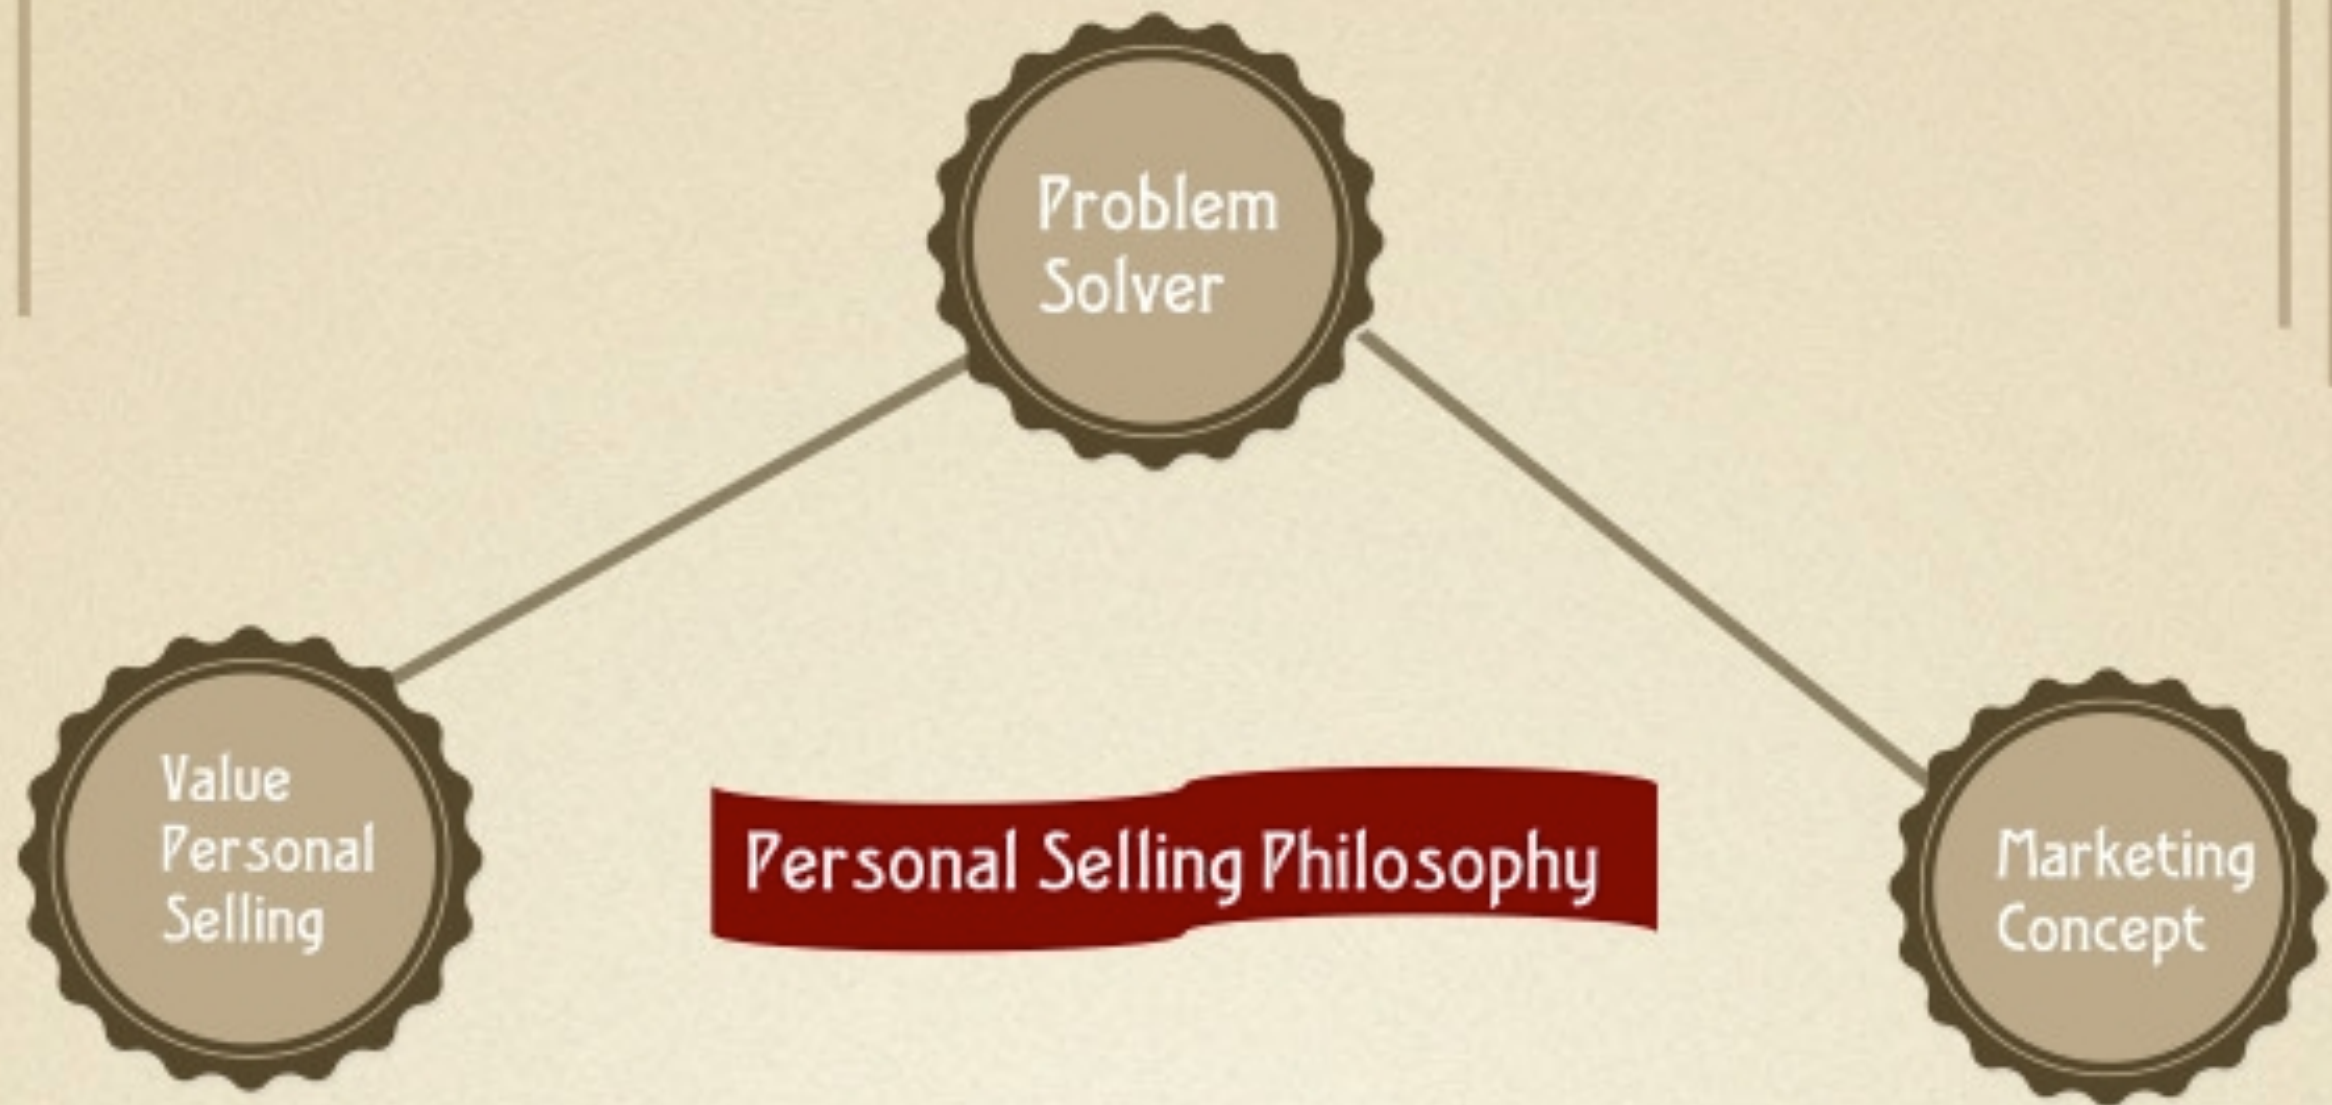 Problem
Solver
Value
Personal
Selling
Personal Selling Philosophy
Marketing
Concept